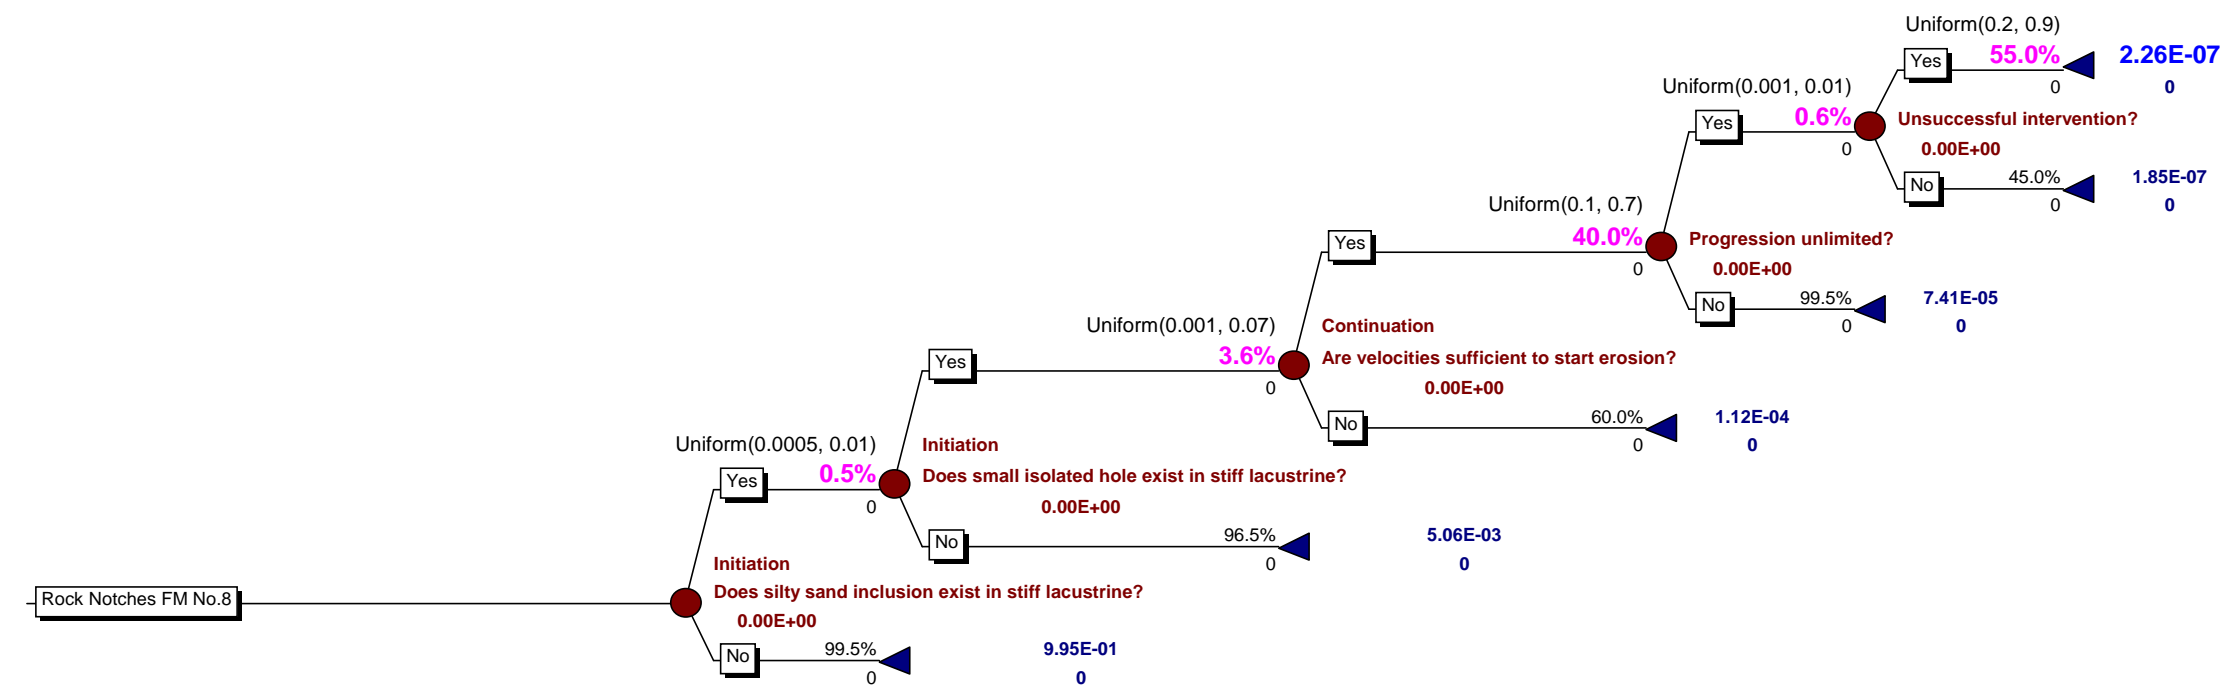 Uniform(0.2, 0.9)
Yes 55.0% 2.26E-07
0 0
Uniform(0.001, 0.01)
Yes 0.6% Unsuccessful intervention?
0 0.00E+00
No 45.0% 1.85E-07
0 0
Uniform(0.1, 0.7)
Yes 40.0% Progression unlimited?
0 0.00E+00
No 99.5% 7.41E-05
0 0
Uniform(0.001, 0.07) Continuation
Yes 3.6% Are velocities sufficient to start erosion?
0 0.00E+00
No 60.0% 1.12E-04
0 0
Uniform(0.0005, 0.01) Initiation
Yes 0.5% Does small isolated hole exist in stiff lacustrine?
0 0.00E+00
No 96.5% 5.06E-03
0 0
Initiation
Rock Notches FM No.8 Does silty sand inclusion exist in stiff lacustrine?
0.00E+00
No 99.5% 9.95E-01
0 0